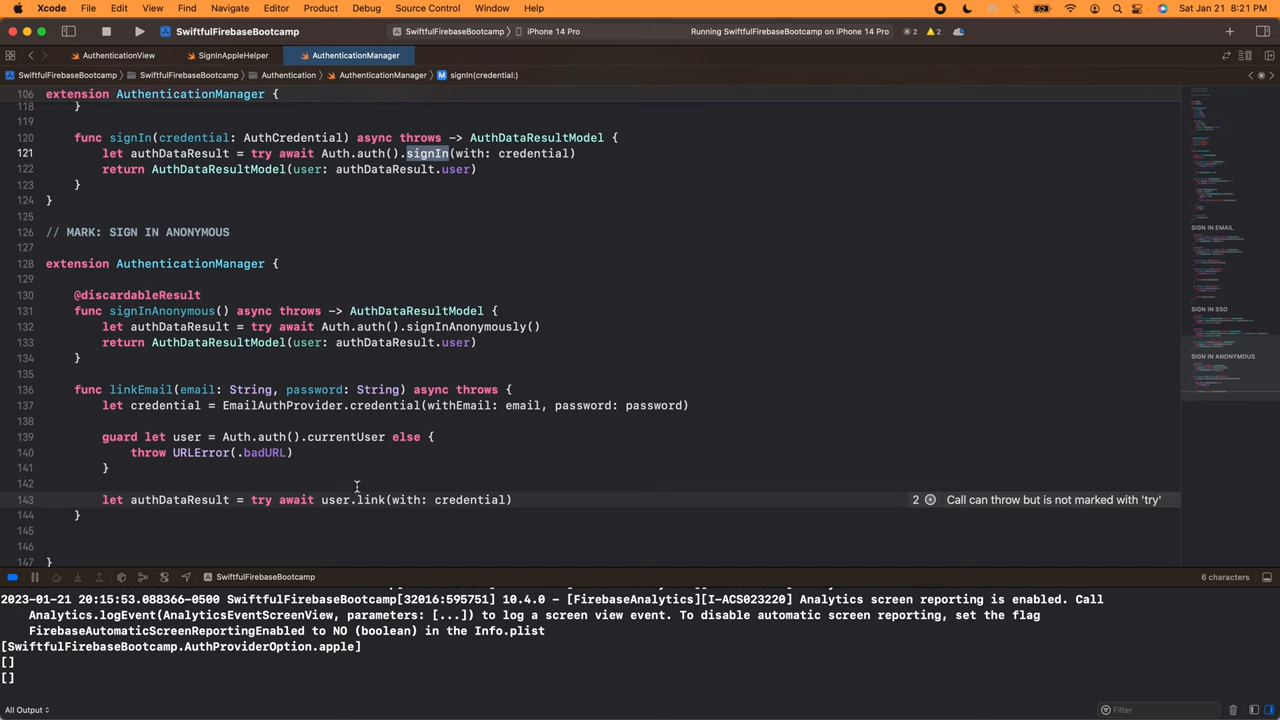 Xcode File Edit View Find Navigate Editor Product Debug Source Control Window Help Sat Jan 21 8:21 PM
SwiftfulFirebaseBootcamp SwiftfulFirebaseBootcamp 〉 iPhone 14 Pro Running SwiftfulFirebaseBootcamp on iPhone 14 Pro 2 2
AuthenticationView SignInAppleHelper AuthenticationManager
SwiftfulFirebaseBootcamp 〉 SwiftfulFirebaseBootcamp 〉 Authentication 〉 AuthenticationManager 〉 M signIn(credential:)
106 extension AuthenticationManager {
118 }
119
120 func signIn(credential: AuthCredential) async throws -> AuthDataResultModel {
121 let authDataResult = try await Auth.auth().signIn(with: credential)
122 return AuthDataResultModel(user: authDataResult.user)
123 }
124 }
125
126 // MARK: SIGN IN ANONYMOUS
127
128 extension AuthenticationManager {
129
130 @discardableResult
131 func signInAnonymous() async throws -> AuthDataResultModel {
132 let authDataResult = try await Auth.auth().signInAnonymously()
133 return AuthDataResultModel(user: authDataResult.user)
134 }
135
136 func linkEmail(email: String, password: String) async throws {
137 let credential = EmailAuthProvider.credential(withEmail: email, password: password)
138
139 guard let user = Auth.auth().currentUser else {
140 throw URLError(.badURL)
141 }
142
143 let authDataResult = try await user.link(with: credential) 2 Call can throw but is not marked with 'try'
144 }
145
146
147 }
SIGN IN EMAIL
SIGN IN SSO
SIGN IN ANONYMOUS
SwiftfulFirebaseBootcamp 6 characters
2023-01-21 20:15:53.088366-0500 SwiftfulFirebaseBootcamp[32016:595751] 10.4.0 - [FirebaseAnalytics][I-ACS023220] Analytics screen reporting is enabled. Call
Analytics.logEvent(AnalyticsEventScreenView, parameters: [...]) to log a screen view event. To disable automatic screen reporting, set the flag
FirebaseAutomaticScreenReportingEnabled to NO (boolean) in the Info.plist
[SwiftfulFirebaseBootcamp.AuthProviderOption.apple]
[]
[]
All Output Filter